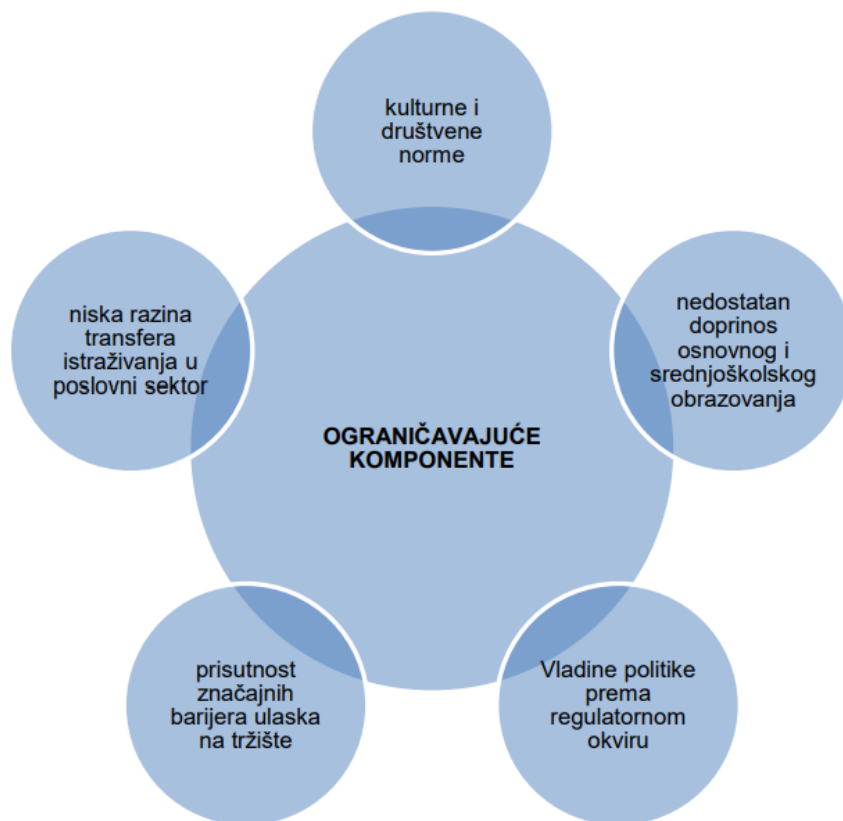 kulturne i
društvene
norme
niska razina
transfera
istraživanja u
poslovni sektor
nedostatan
doprinos
osnovnog i
srednjoškolskog
obrazovanja
OGRANIČAVAJUĆE
KOMPONENTE
prisutnost
značajnih
barijera ulaska
na tržište
Vladine politike
prema
regulatornom
okviru